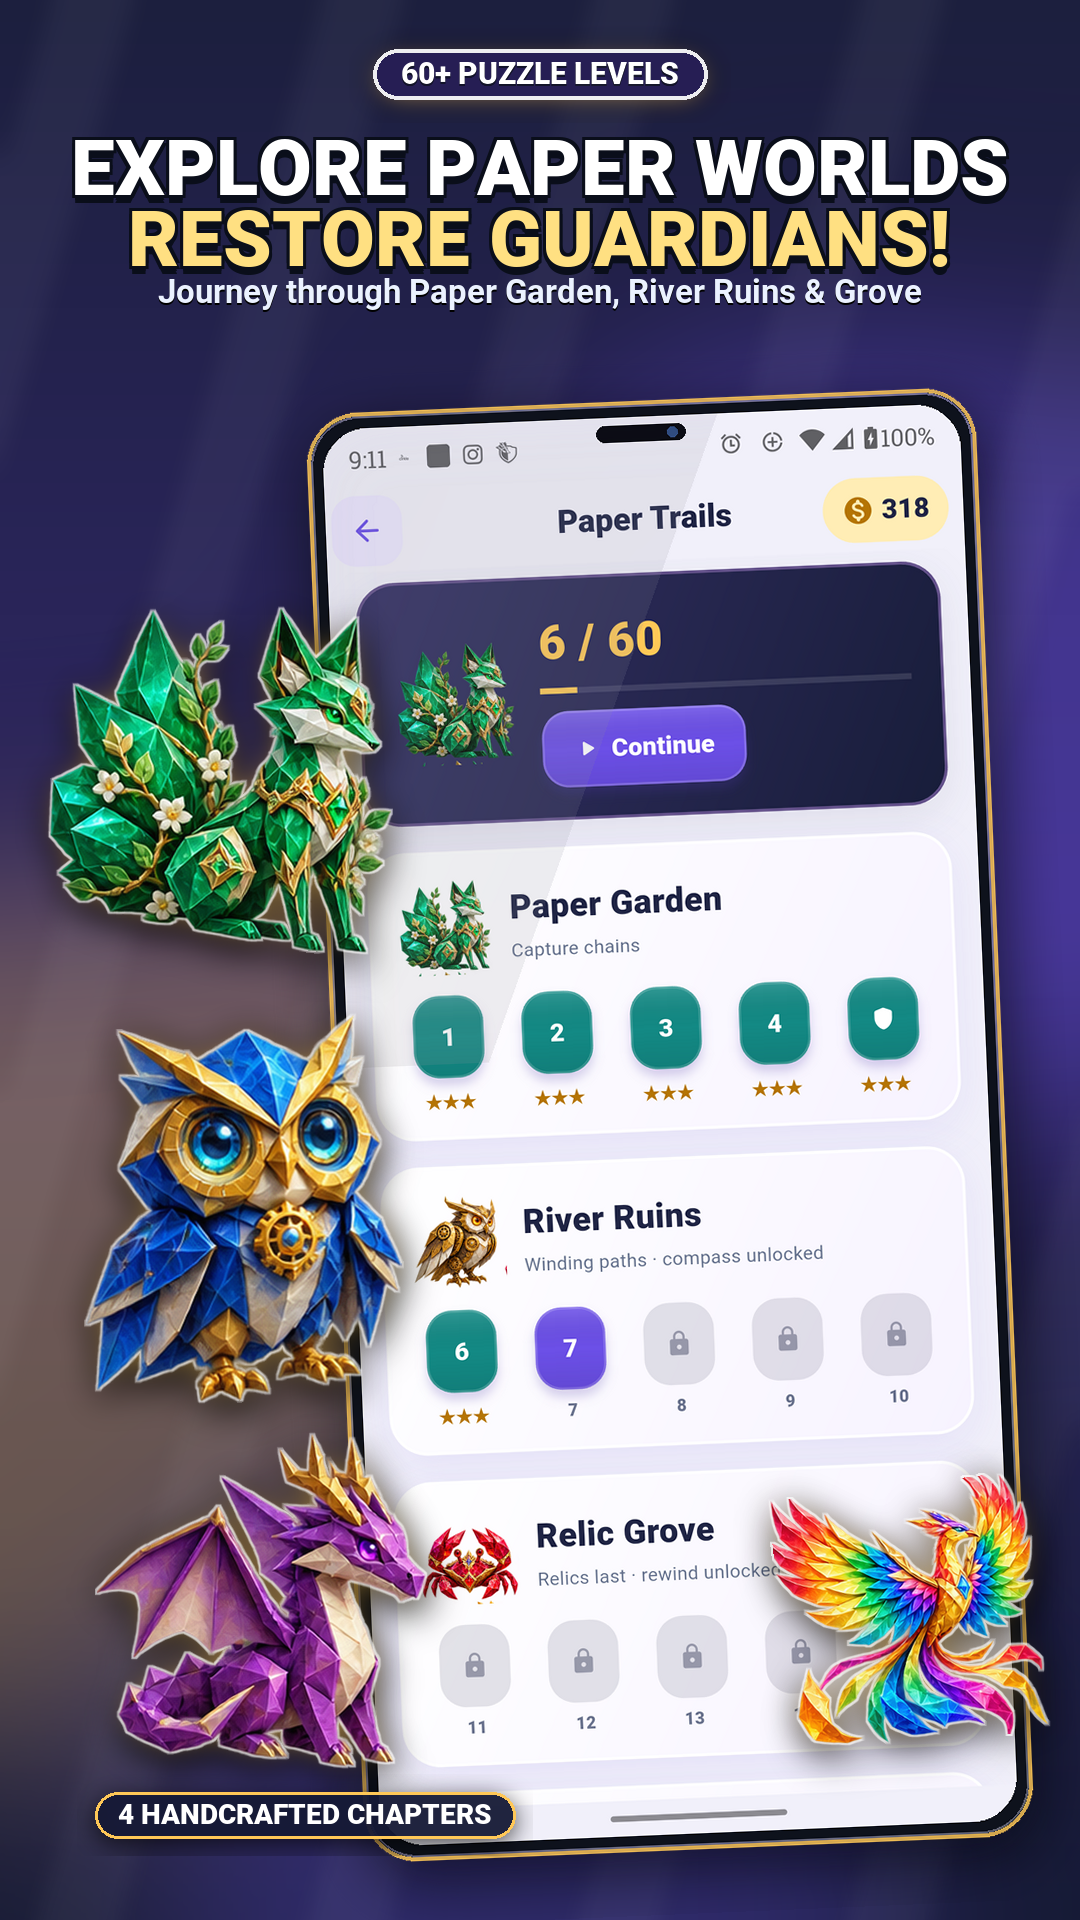 60+ PUZZLE LEVELS
EXPLORE PAPER WORLDS
RESTORE GUARDIANS!
Journey through Paper Garden, River Ruins & Grove
9:11
100%
Paper Trails
318
6 / 60
Continue
Paper Garden
Capture chains
1 2 3 4
★★★ ★★★ ★★★ ★★★ ★★★
River Ruins
Winding paths · compass unlocked
6 7
★★★ 7 8 9 10
Relic Grove
Relics last · rewind unlocked
11 12 13
4 HANDCRAFTED CHAPTERS